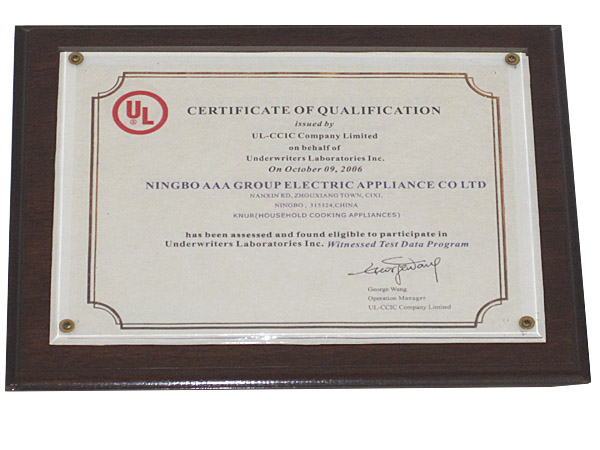 UL
CERTIFICATE OF QUALIFICATION
issued by
UL-CCIC Company Limited
on behalf of
Underwriters Laboratories Inc.
On October 09, 2006
NINGBO AAA GROUP ELECTRIC APPLIANCE CO LTD
NANXIN RD, ZHOUXIANG TOWN, CIXI,
NINGBO , 315324,CHINA
KNUR(HOUSEHOLD COOKING APPLIANCES)
has been assessed and found eligible to participate in
Underwriters Laboratories Inc. Witnessed Test Data Program
George Wang
George Wang
Operation Manager
UL-CCIC Company Limited